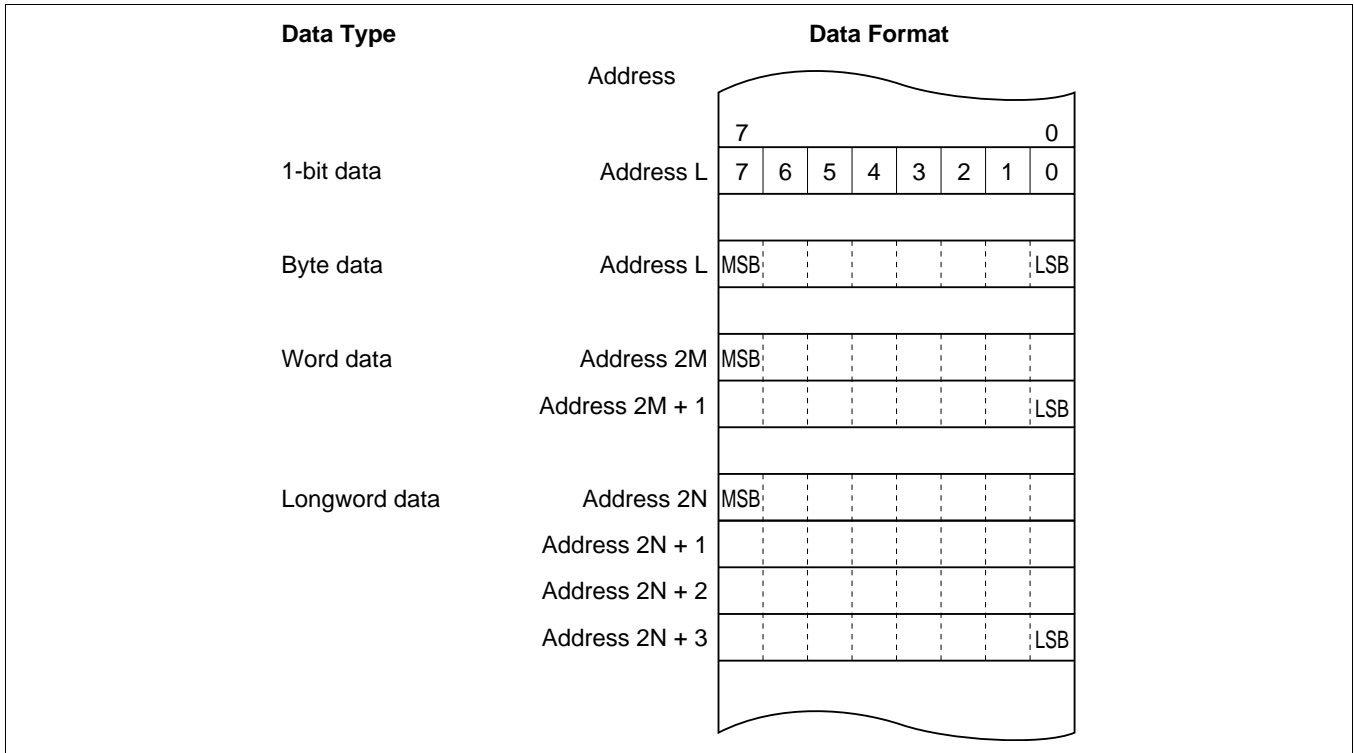 Data Type Data Format
Address
7 0
1-bit data Address L 7 6 5 4 3 2 1 0
Byte data Address L MSB LSB
Word data Address 2M MSB
Address 2M + 1 LSB
Longword data Address 2N MSB
Address 2N + 1
Address 2N + 2
Address 2N + 3 LSB